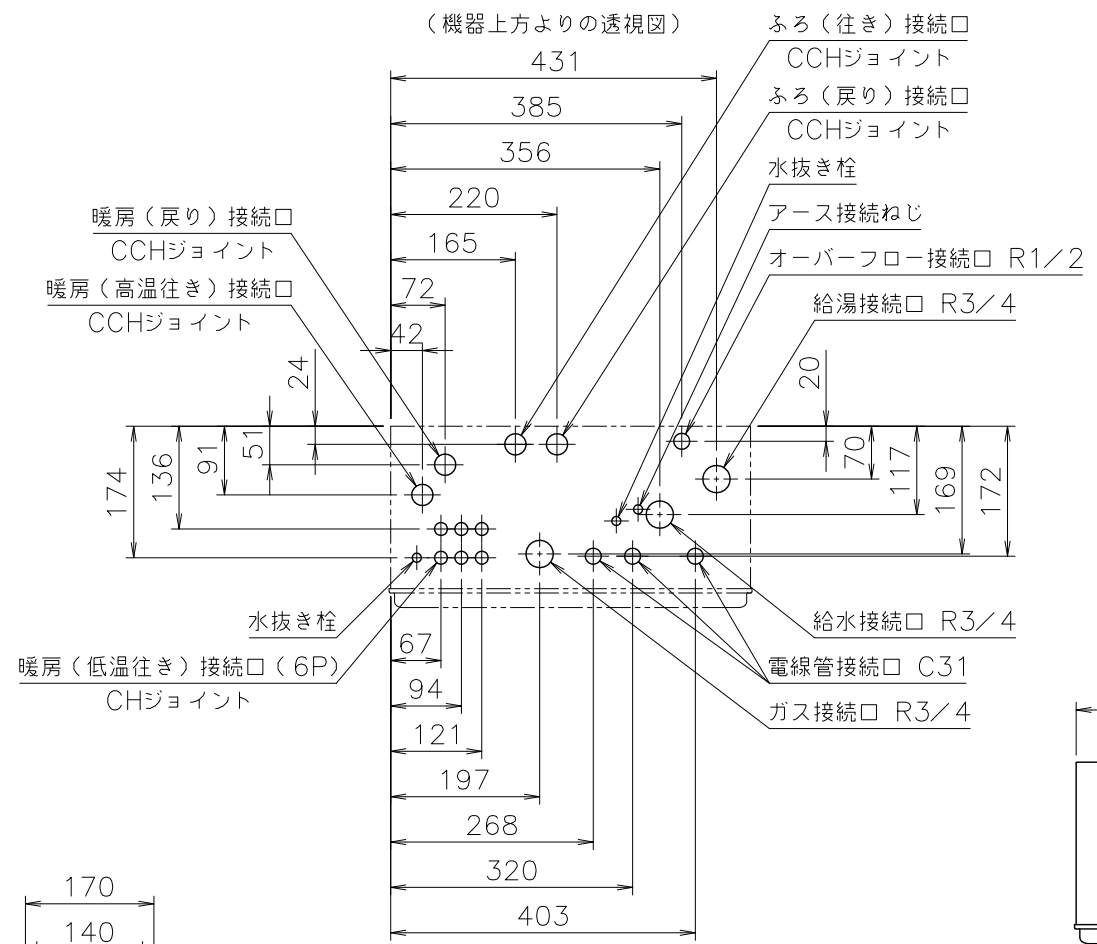 (機器上方よりの透視図)
ふろ(往き)接続口
CCHジョイント
431
ふろ(戻り)接続口
CCHジョイント
385
356
水抜き栓
220
アース接続ねじ
暖房(戻り)接続口
CCHジョイント
165
オーバーフロー接続口 R1/2
暖房(高温往き)接続口
CCHジョイント
72
給湯接続口 R3/4
42
24
20
51
91
136
174
70
117
169
172
水抜き栓
給水接続口 R3/4
67
暖房(低温往き)接続口(6P)
CHジョイント
電線管接続口 C31
94
ガス接続口 R3/4
121
197
268
320
170
403
140